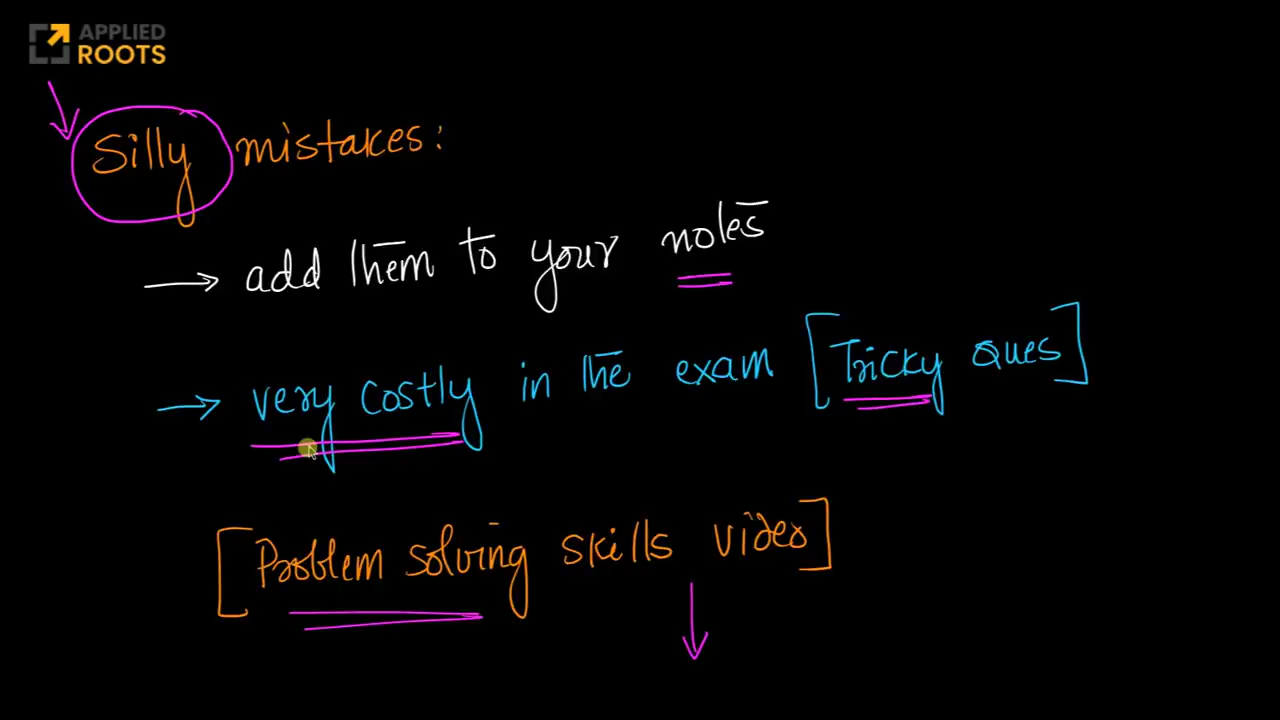 APPLIED
ROOTS
Silly mistakes:
→ add them to your notes
→ very costly in the exam [Tricky Ques]
[Problem solving skills video]